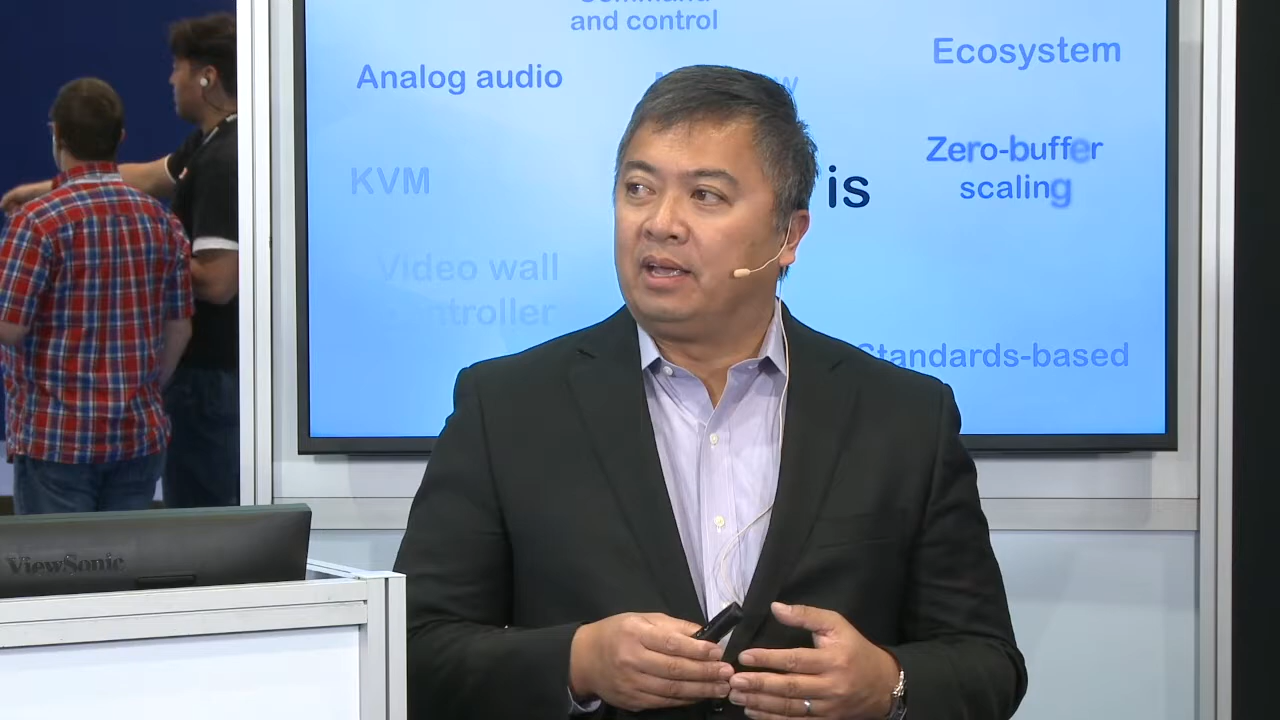 and control
Ecosystem
Analog audio
Zero-buffer
scaling
KVM
is
Video wall
Standards-based
ViewSonic